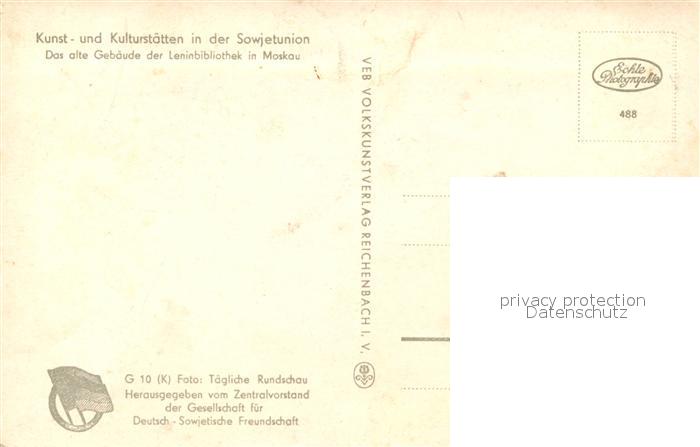 Kunst- und Kulturstätten in der Sowjetunion
Das alte Gebäude der Leninbibliothek in Moskau
VEB VOLKSKUNSTVERLAG REICHENBACH I. V.
Echte
Photographie
488
privacy protection
Datenschutz
G 10 (K) Foto: Tägliche Rundschau
Herausgegeben vom Zentralvorstand
der Gesellschaft für
Deutsch-Sowjetische Freundschaft